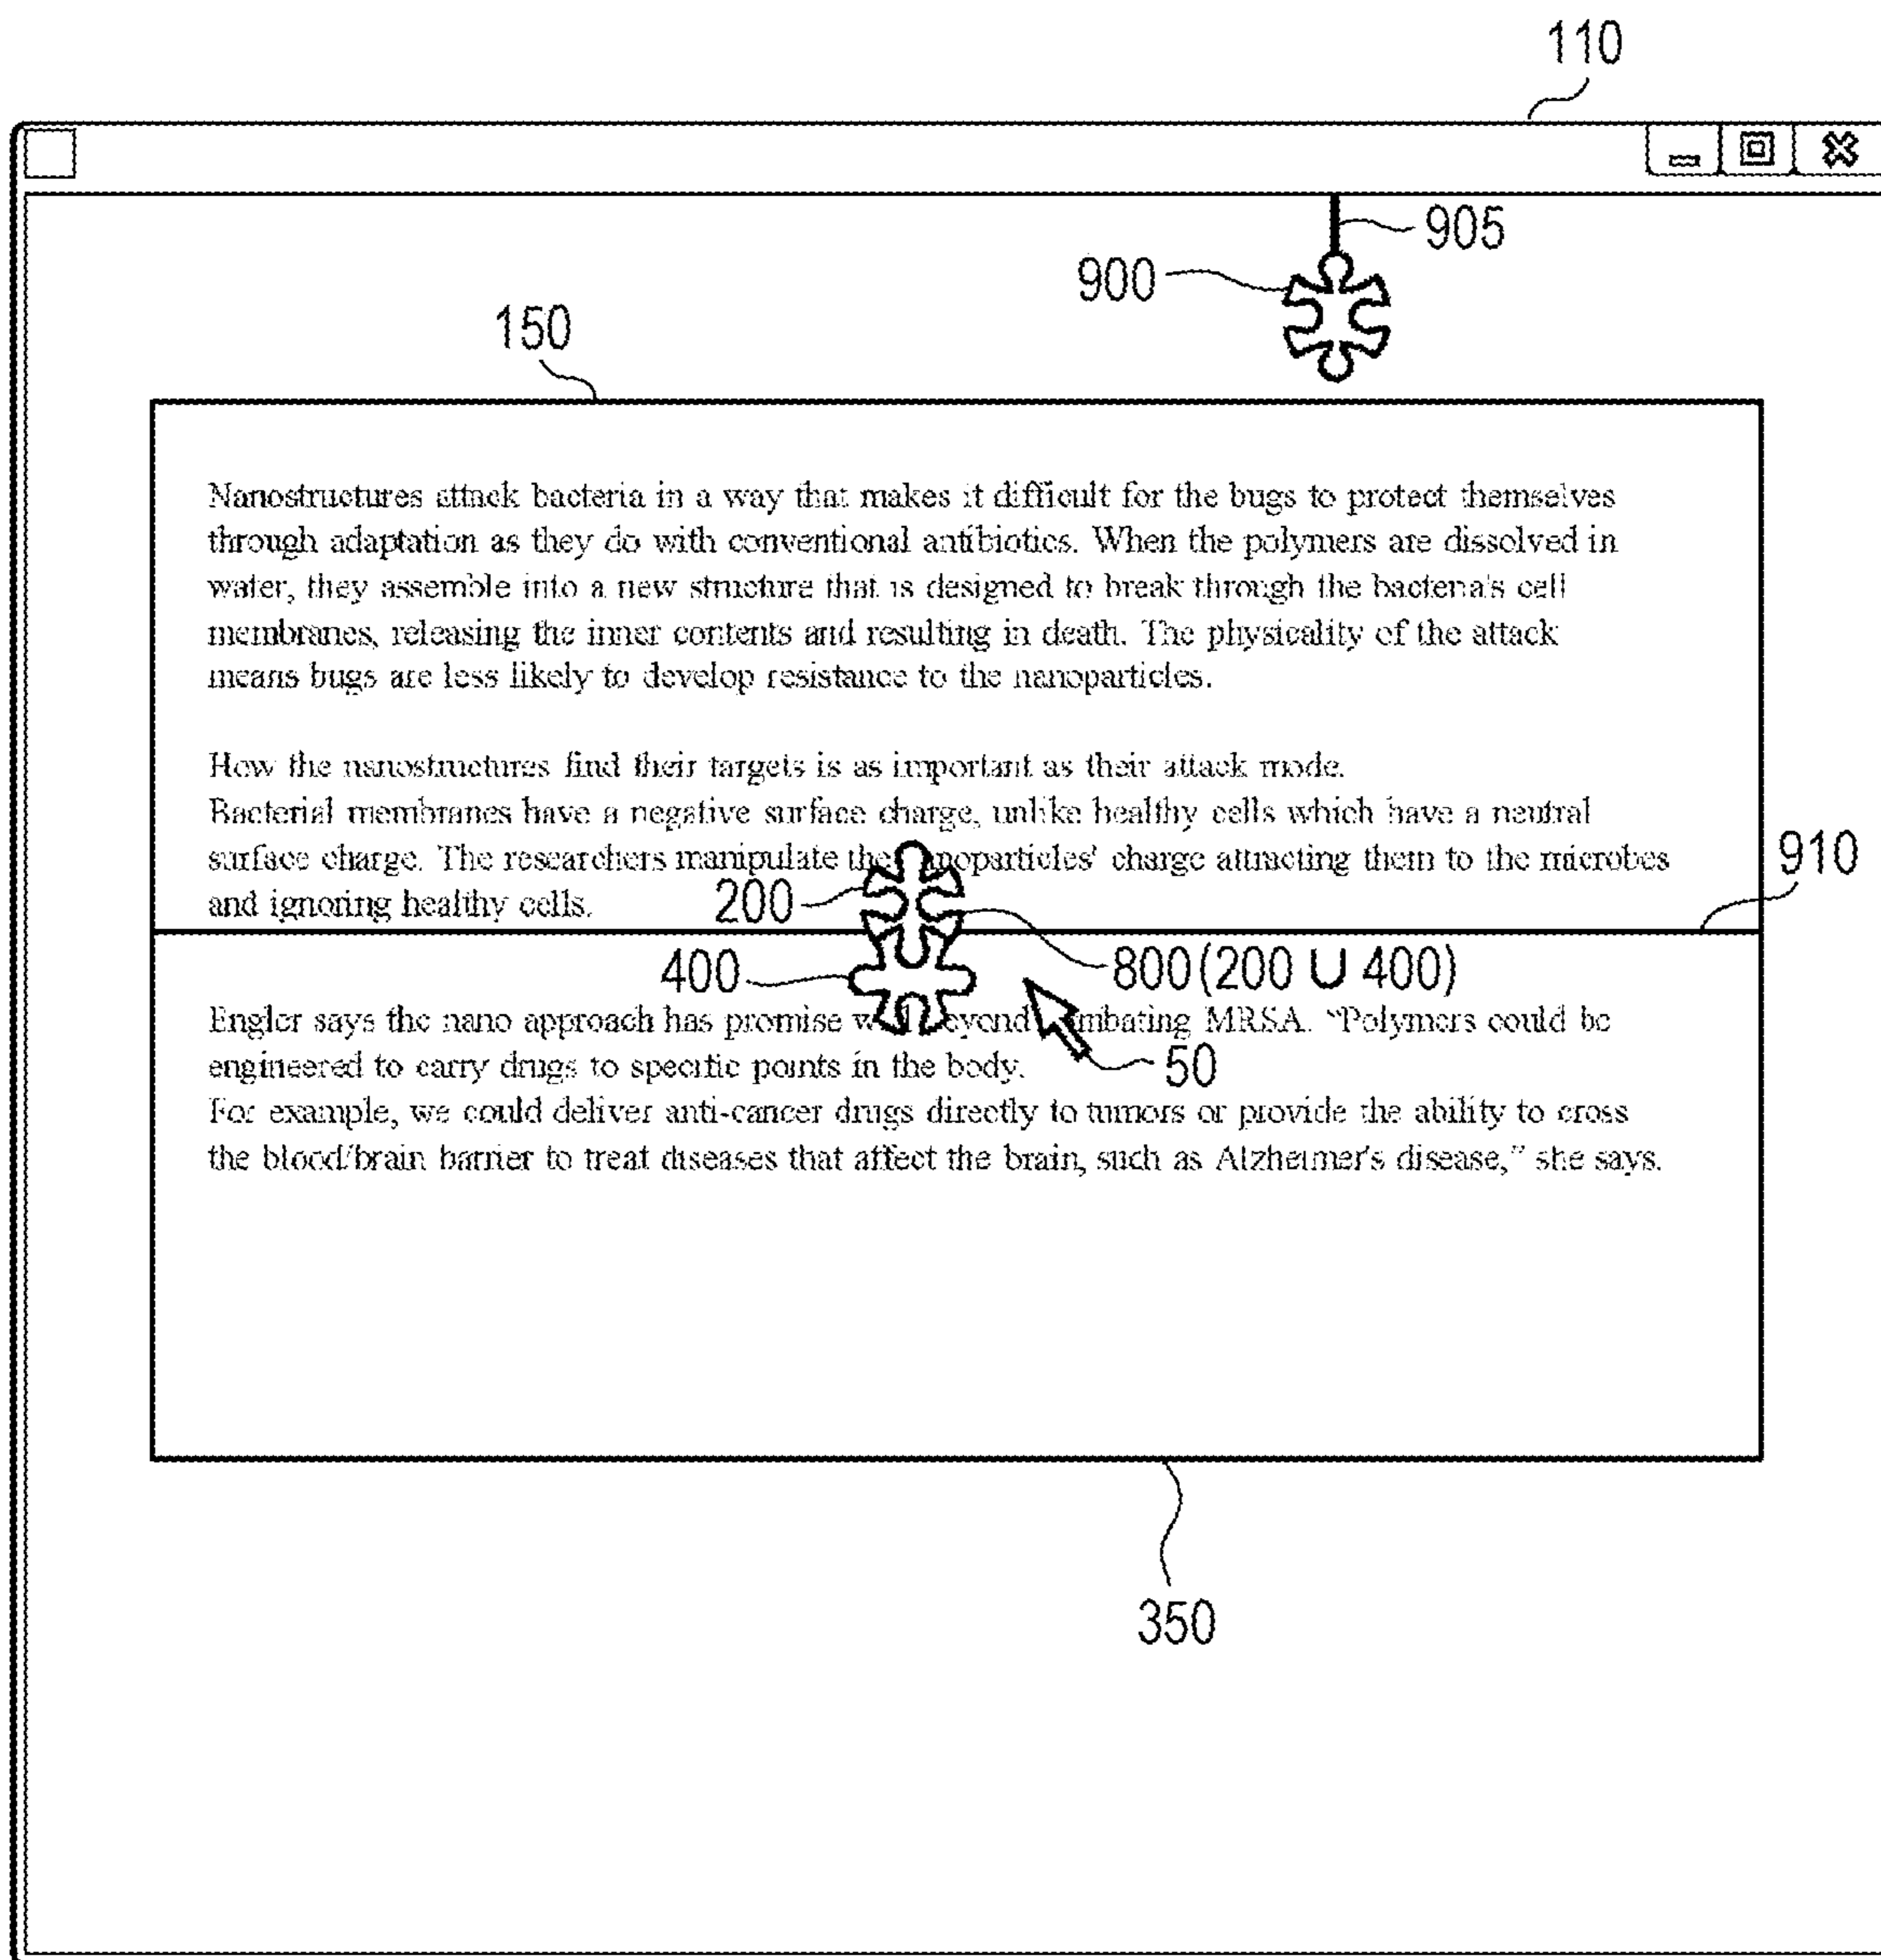 110
905
900
150
Nanostructures attack bacteria in a way that makes it difficult for the bugs to protect themselves
through adaptation as they do with conventional antibiotics. When the polymers are dissolved in
water, they assemble into a new structure that is designed to break through the bacteria's cell
membranes, releasing the inner contents and resulting in death. The physicality of the attack
means bugs are less likely to develop resistance to the nanoparticles.
How the nanostructures find their targets is as important as their attack mode.
Bacterial membranes have a negative surface charge, unlike healthy cells which have a neutral
surface charge. The researchers manipulate the noparticles' charge attracting them to the microbes
910
and ignoring healthy cells.
200
400
800(200 ∪ 400)
Engler says the nano approach has promise w eyond mbating MRSA. “Polymers could be
50
engineered to carry drugs to specific points in the body.
For example, we could deliver anti-cancer drugs directly to tumors or provide the ability to cross
the blood/brain barrier to treat diseases that affect the brain, such as Alzheimer's disease,” she says.
350